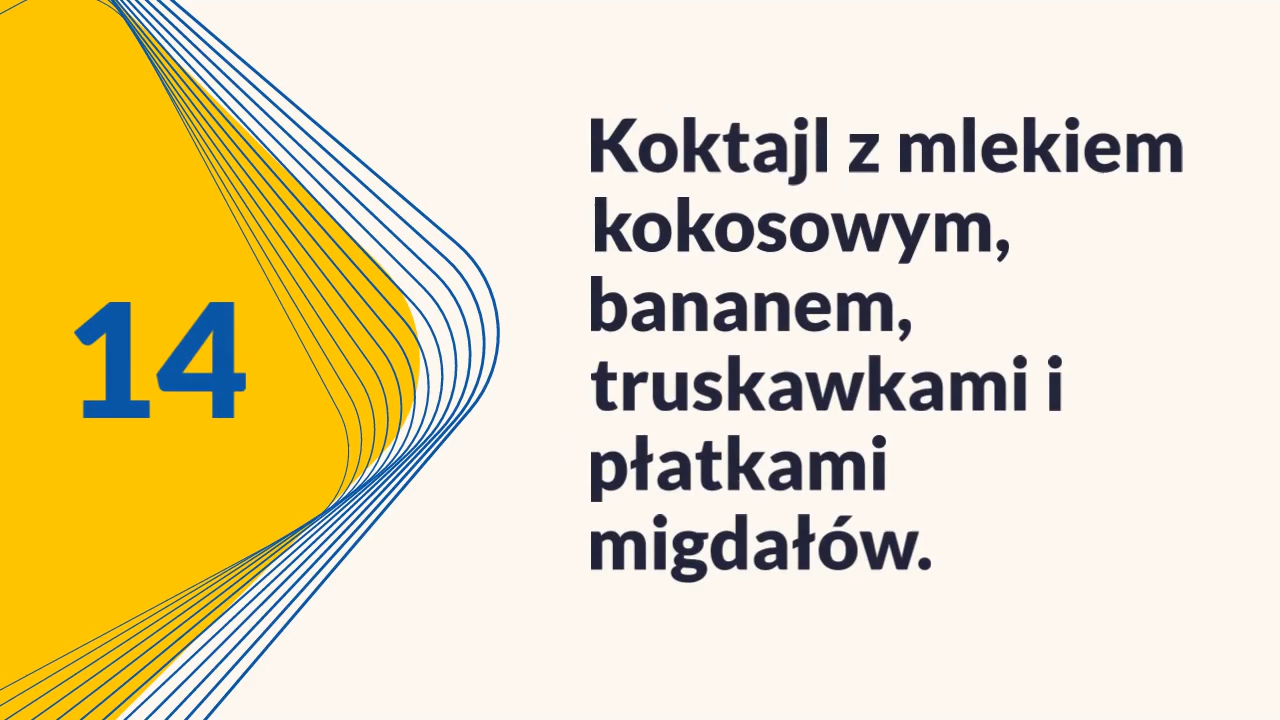 14
Koktajl z mlekiem
kokosowym,
bananem,
truskawkami i
płatkami
migdałów.